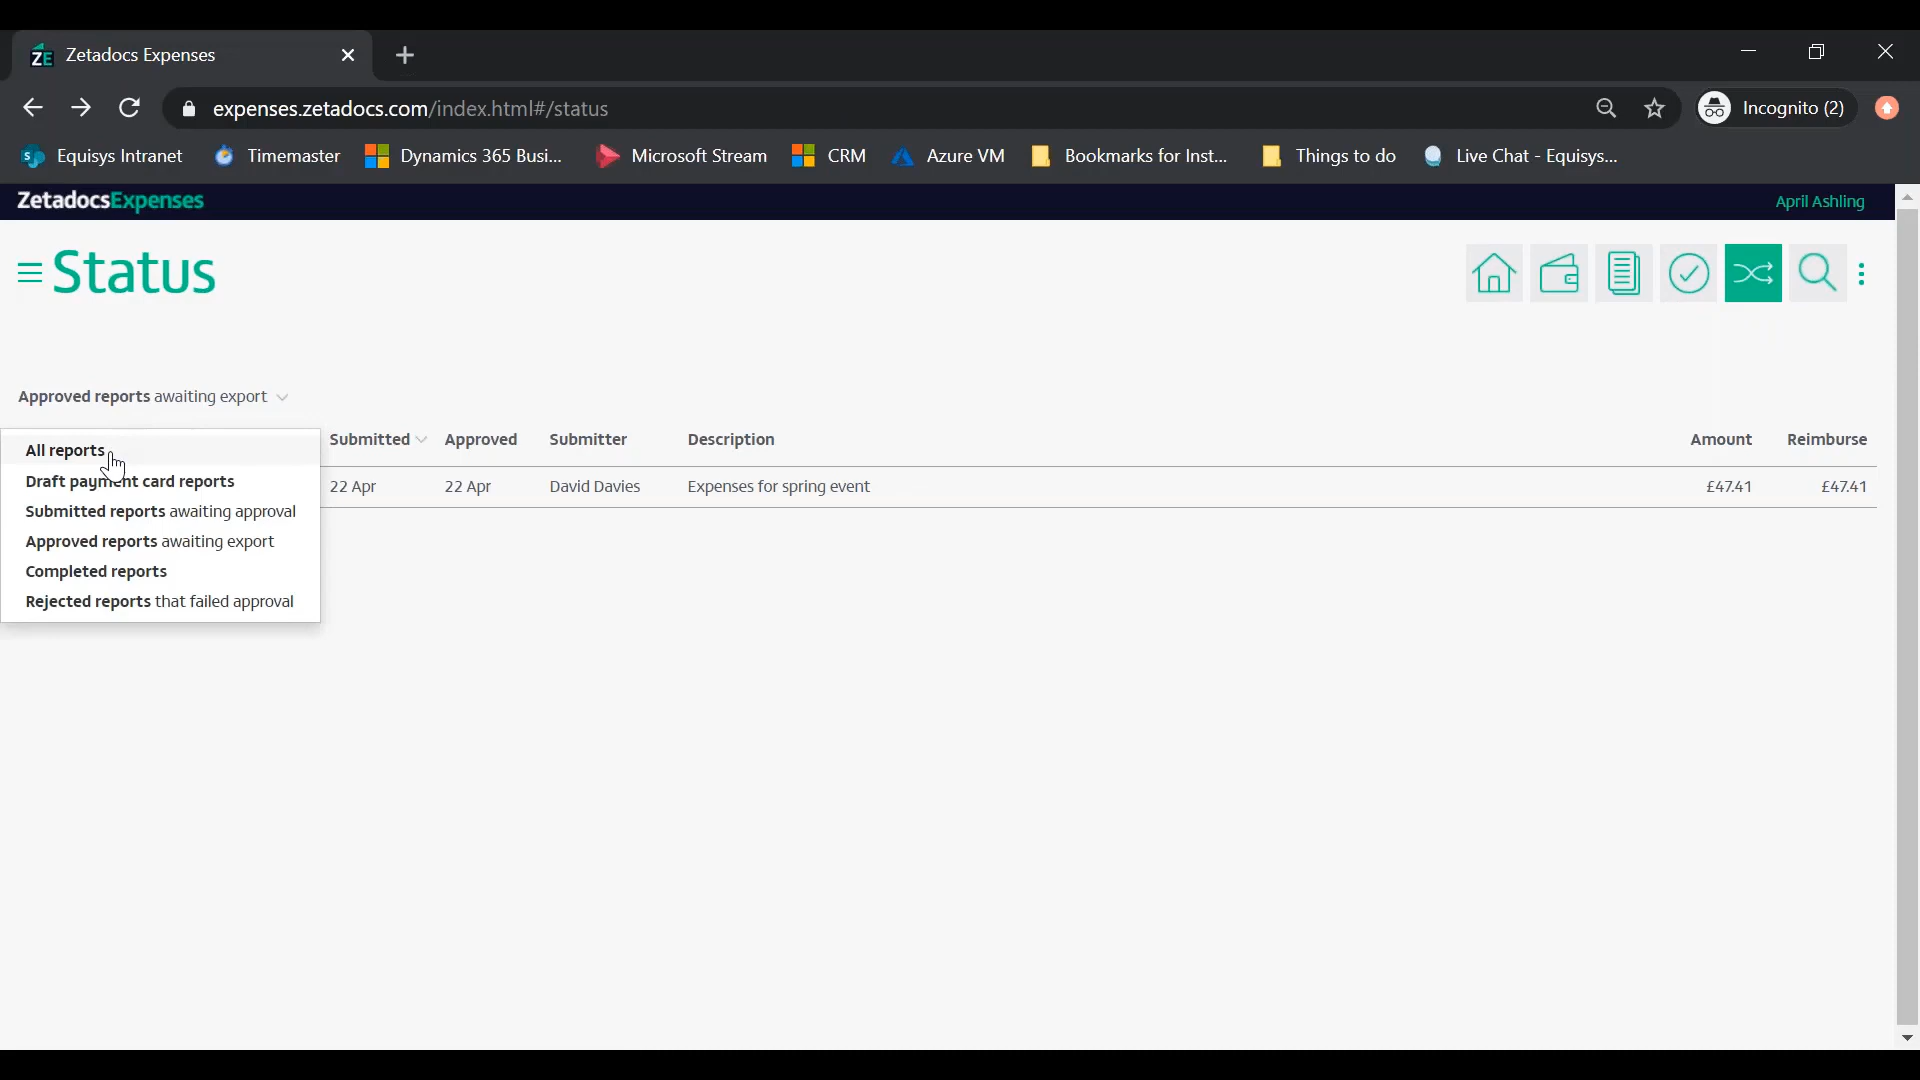 Zetadocs Expenses
expenses.zetadocs.com/index.html#/status
Incognito (2)
Equisys Intranet
Timemaster
Dynamics 365 Busi...
Microsoft Stream
CRM
Azure VM
Bookmarks for Inst...
Things to do
Live Chat - Equisys...
ZetadocsExpenses
April Ashling
Status
Approved reports awaiting export
Submitted
Approved
Submitter
Description
Amount
Reimburse
22 Apr
22 Apr
David Davies
Expenses for spring event
£47.41
£47.41
All reports
Draft payment card reports
Submitted reports awaiting approval
Approved reports awaiting export
Completed reports
Rejected reports that failed approval